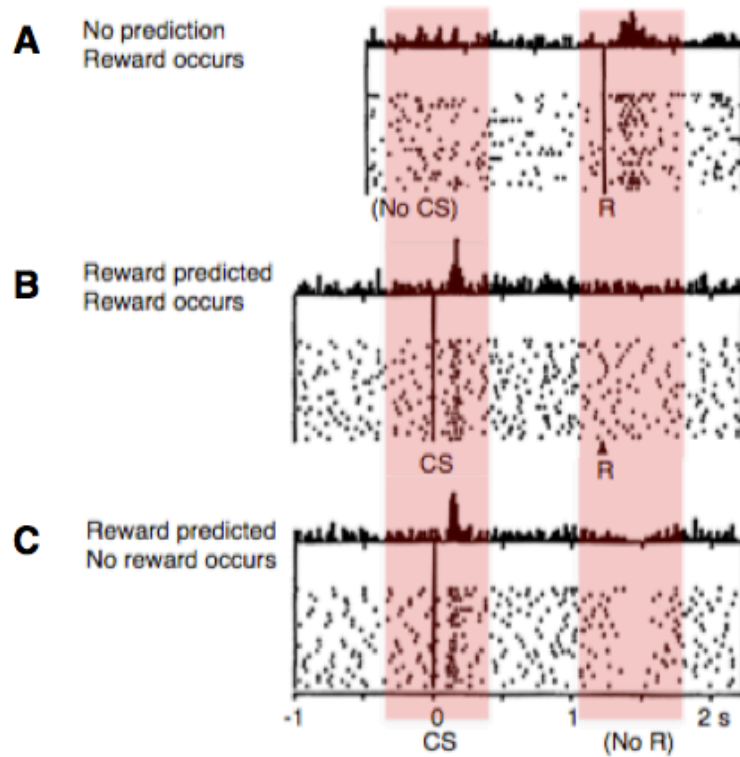 A
No prediction
Reward occurs
(No CS)
R
B
Reward predicted
Reward occurs
CS
R
C
Reward predicted
No reward occurs
-1
0
1
2 s
CS
(No R)